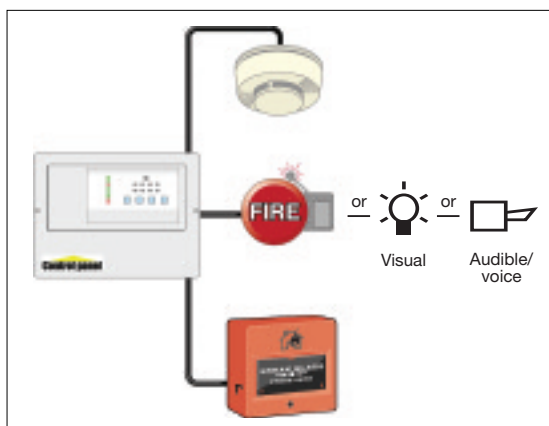 FIRE
or
or
Visual
Audible/
voice
Control panel